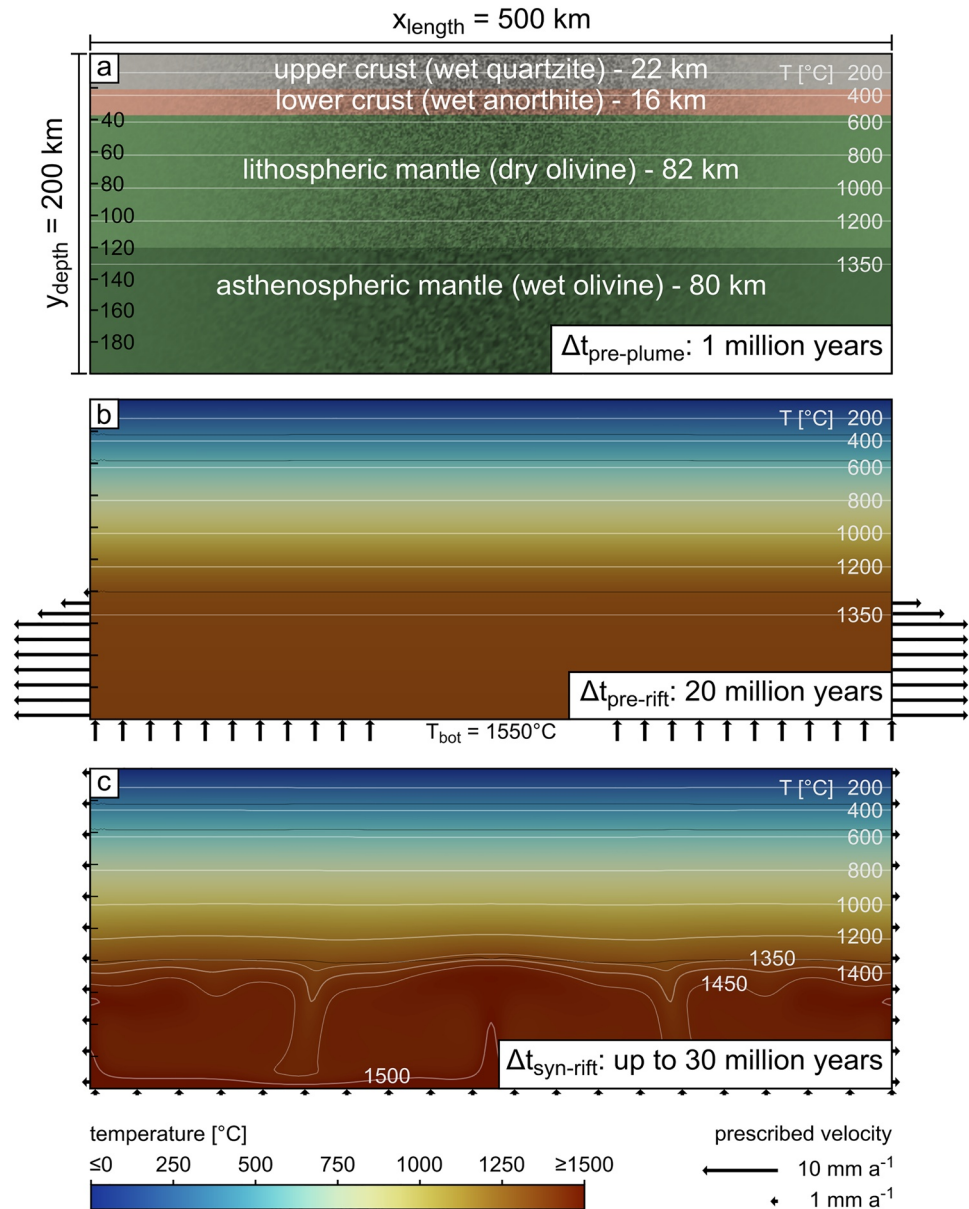 x_length = 500 km
y_depth = 200 km
a
upper crust (wet quartzite) - 22 km
T [°C] 200
lower crust (wet anorthite) - 16 km
400
-40
600
-60
800
lithospheric mantle (dry olivine) - 82 km
-80
1000
-100
1200
-120
1350
-140
asthenospheric mantle (wet olivine) - 80 km
-160
-180
Δt_pre-plume: 1 million years
b
T [°C] 200
400
600
800
1000
1200
1350
Δt_pre-rift: 20 million years
T_bot = 1550°C
c
T [°C] 200
400
600
800
1000
1200
1350
1400
1450
1500
Δt_syn-rift: up to 30 million years
temperature [°C]
≤0 250 500 750 1000 1250 ≥1500
prescribed velocity
10 mm a⁻¹
1 mm a⁻¹